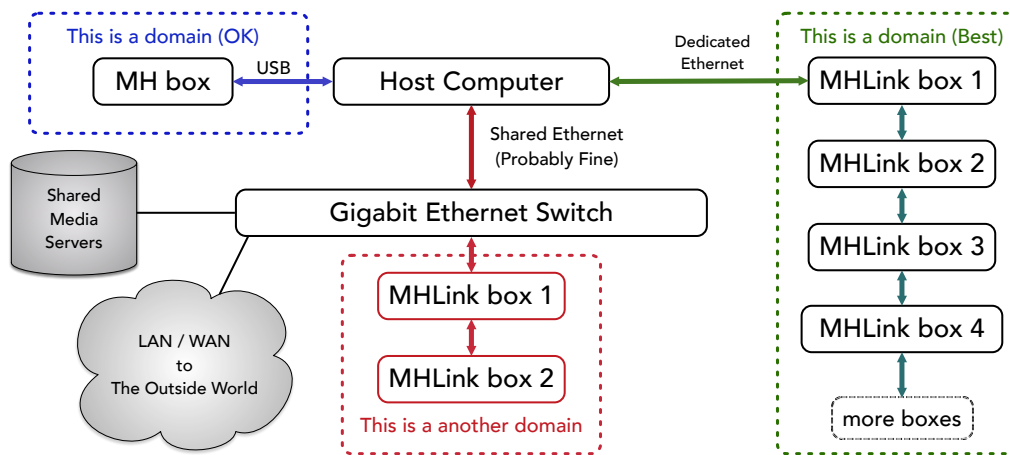 This is a domain (OK)
MH box
USB
Host Computer
Dedicated
Ethernet
This is a domain (Best)
MHLink box 1
MHLink box 2
MHLink box 3
MHLink box 4
more boxes
Shared Ethernet
(Probably Fine)
Shared
Media
Servers
Gigabit Ethernet Switch
LAN / WAN
to
The Outside World
MHLink box 1
MHLink box 2
This is a another domain